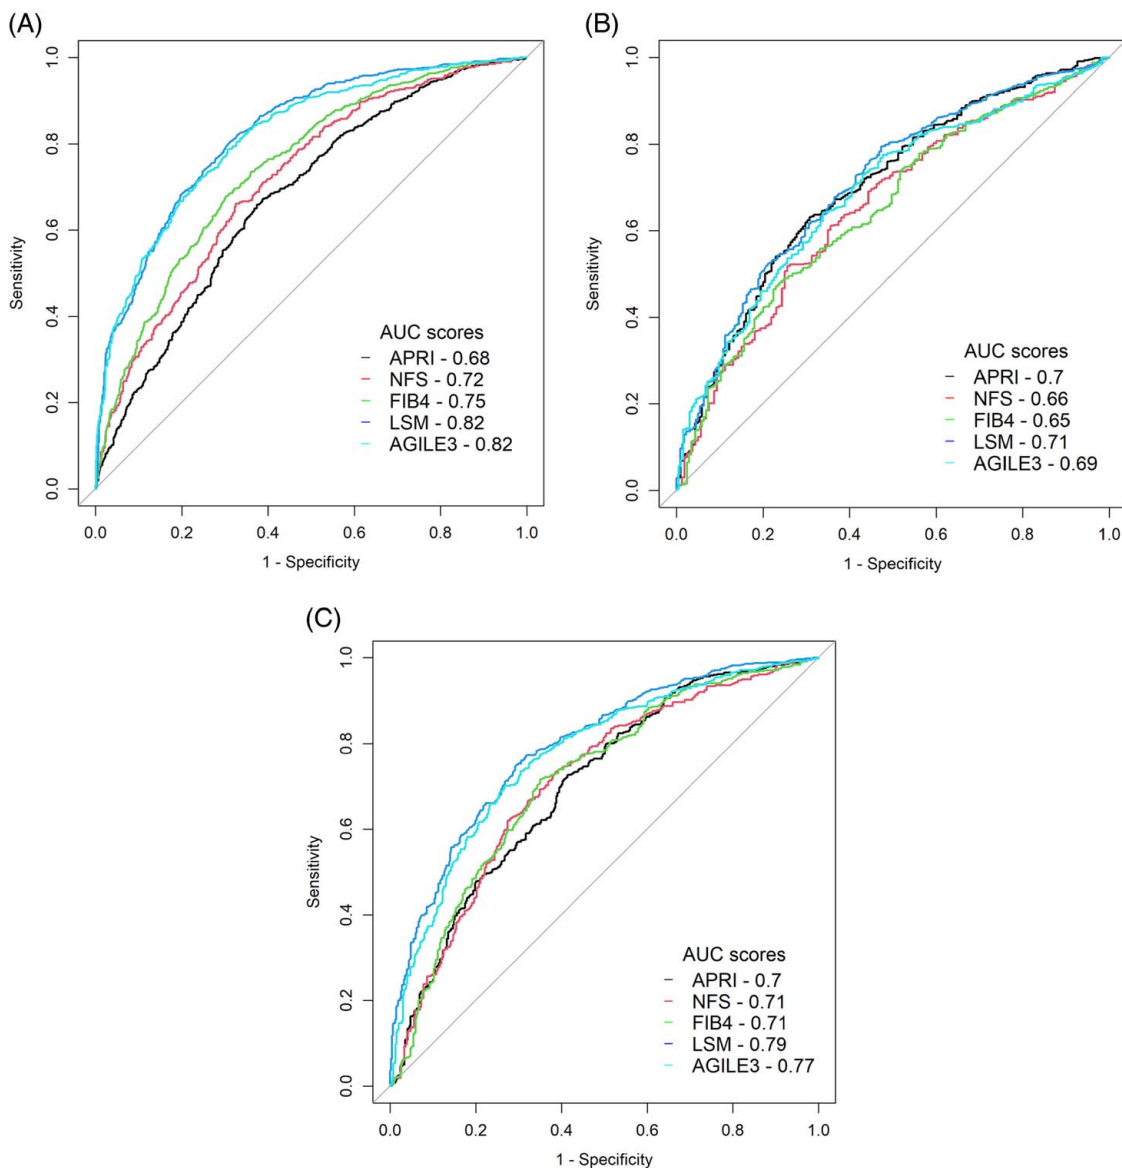 (A)
1.0
0.8
0.6
0.4
0.2
0.0
Sensitivity
AUC scores
APRI - 0.68
NFS - 0.72
FIB4 - 0.75
LSM - 0.82
AGILE3 - 0.82
0.0 0.2 0.4 0.6 0.8 1.0
1 - Specificity
(B)
1.0
0.8
0.6
0.4
0.2
0.0
Sensitivity
AUC scores
APRI - 0.7
NFS - 0.66
FIB4 - 0.65
LSM - 0.71
AGILE3 - 0.69
0.0 0.2 0.4 0.6 0.8 1.0
1 - Specificity
(C)
1.0
0.8
0.6
0.4
0.2
0.0
Sensitivity
AUC scores
APRI - 0.7
NFS - 0.71
FIB4 - 0.71
LSM - 0.79
AGILE3 - 0.77
0.0 0.2 0.4 0.6 0.8 1.0
1 - Specificity